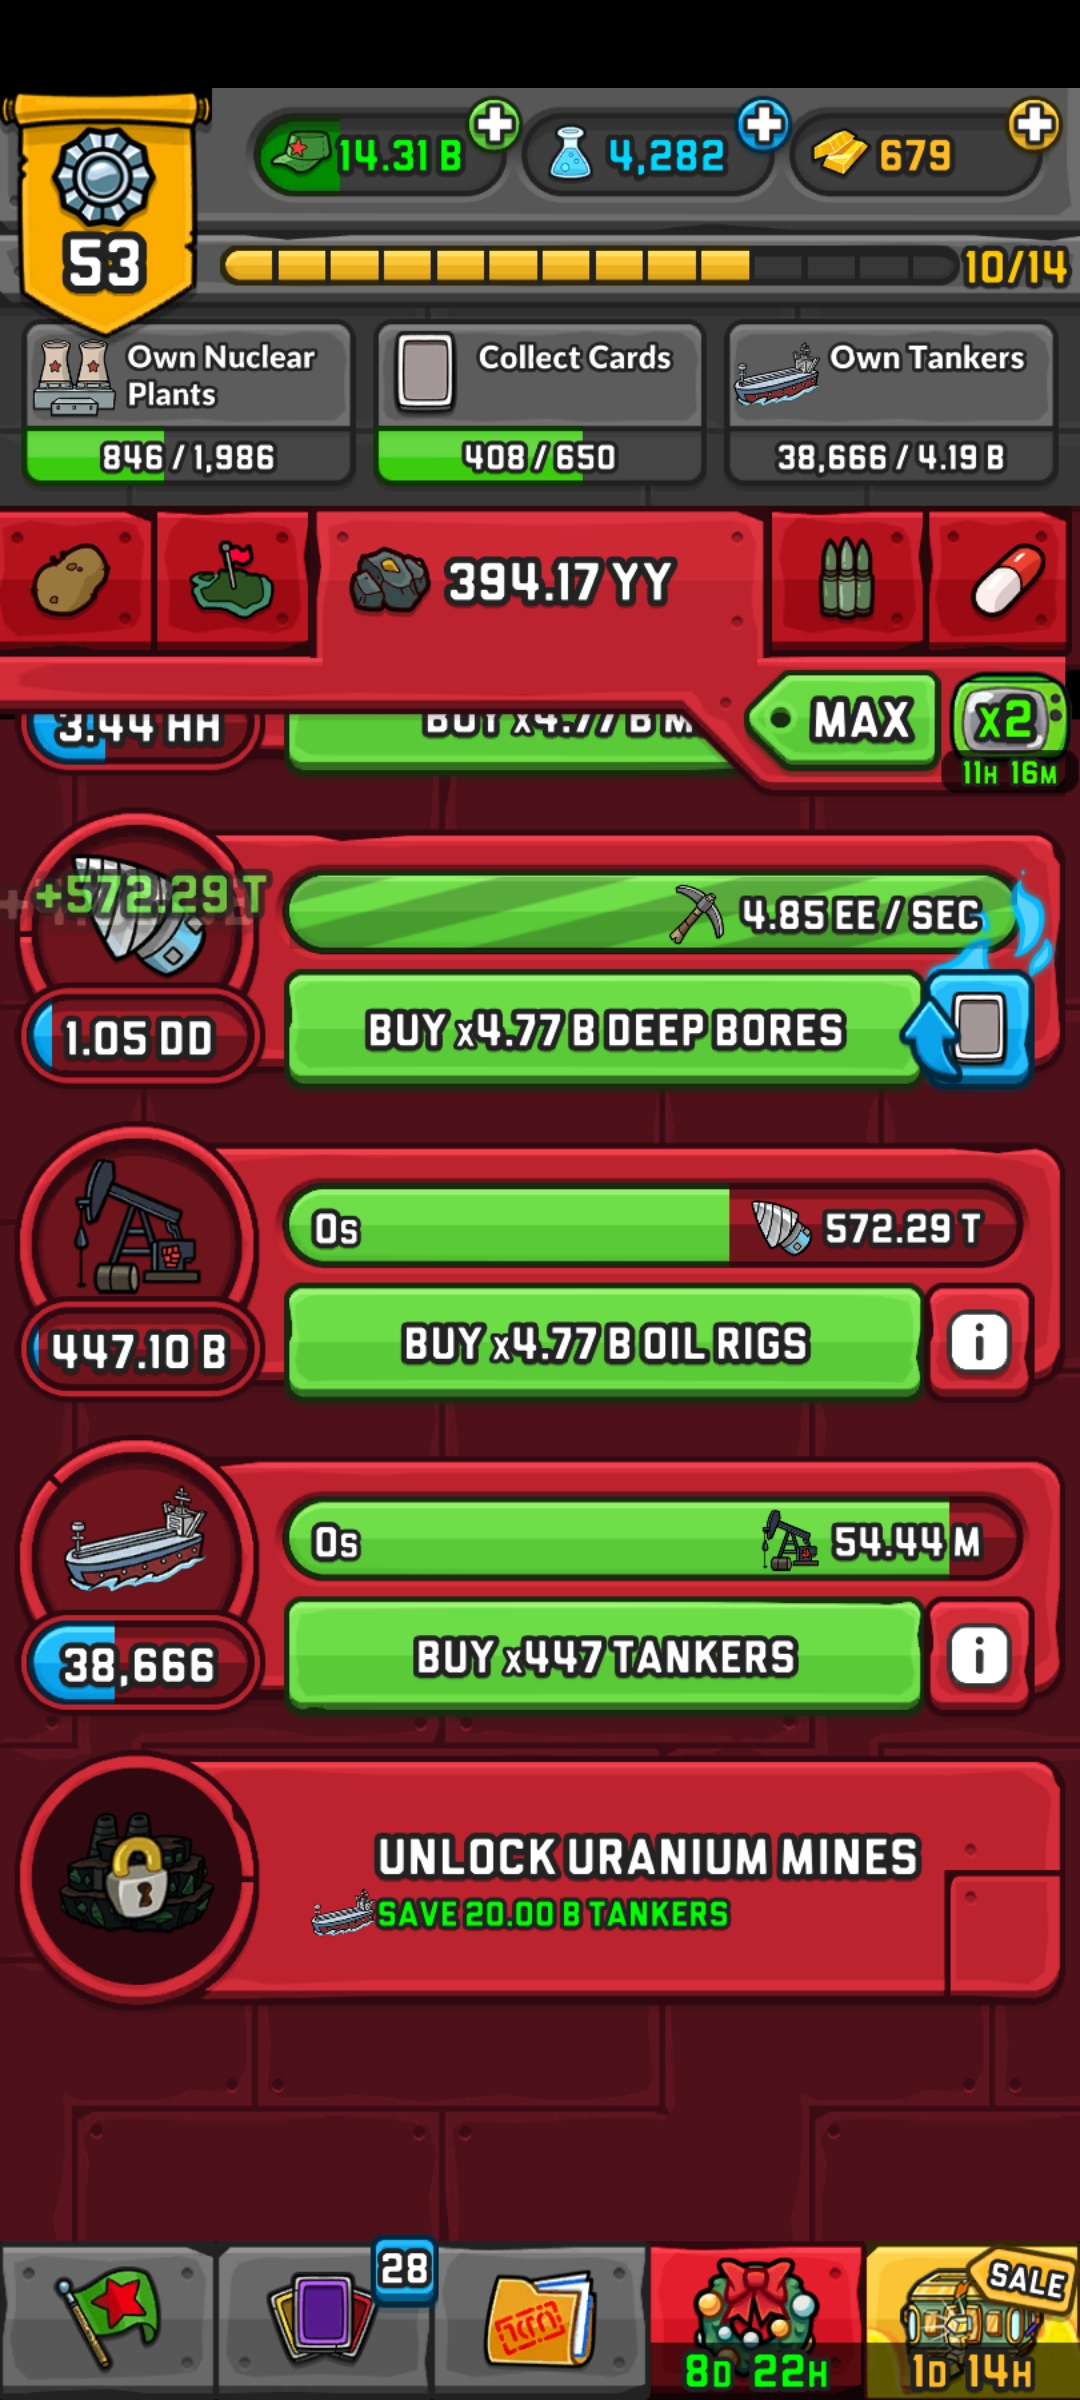 53
14.31 B
4,282
679
10/14
Own Nuclear Plants
846 / 1,986
Collect Cards
408 / 650
Own Tankers
38,666 / 4.19 B
394.17 YY
MAX
x2
11H 16M
3.44 HH
BUY x4.77 B M
+572.29 T
4.85 EE / SEC
1.05 DD
BUY x4.77 B DEEP BORES
0s
572.29 T
447.10 B
BUY x4.77 B OIL RIGS
i
0s
54.44 M
38,666
BUY x447 TANKERS
i
UNLOCK URANIUM MINES
SAVE 20.00 B TANKERS
28
SALE
8D 22H
1D 14H